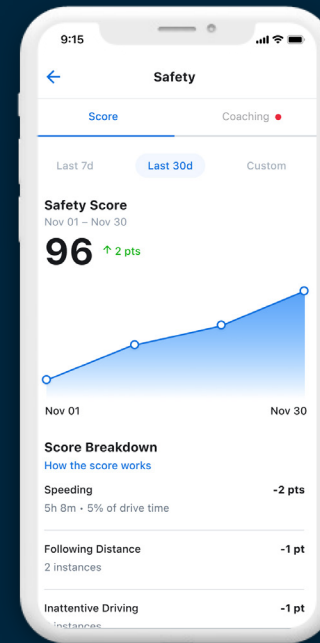 9:15
Safety
Score
Coaching
Last 7d
Last 30d
Custom
Safety Score
Nov 01 – Nov 30
96
↑ 2 pts
Nov 01
Nov 30
Score Breakdown
How the score works
Speeding
-2 pts
5h 8m • 5% of drive time
Following Distance
-1 pt
2 instances
Inattentive Driving
-1 pt
instances